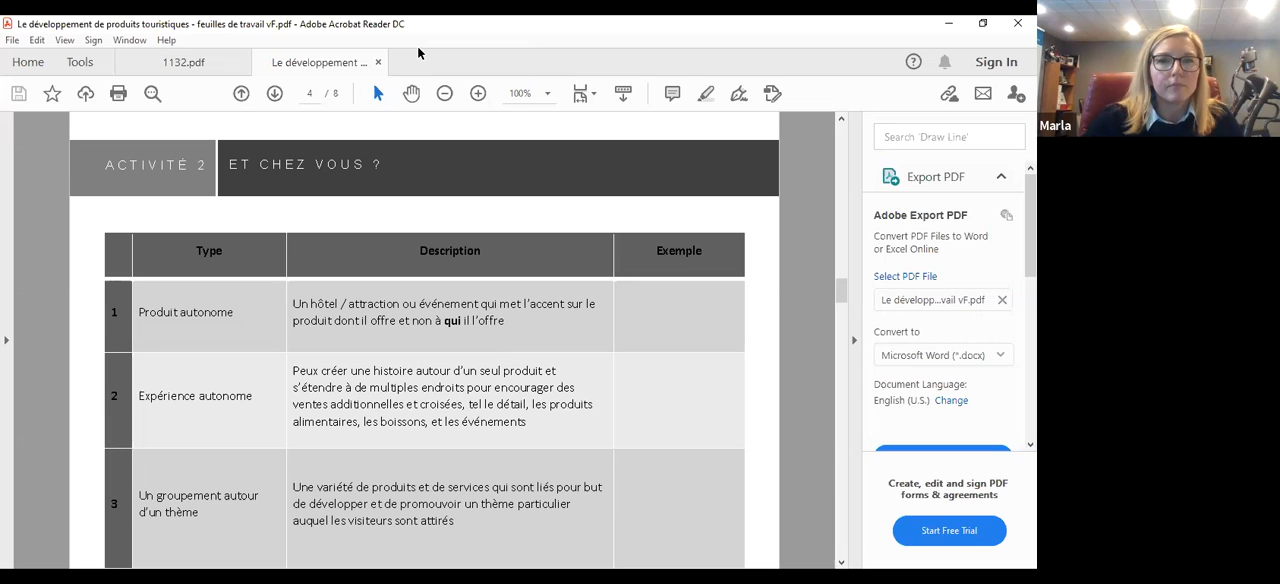 Le développement de produits touristiques - feuilles de travail vF.pdf - Adobe Acrobat Reader DC
File Edit View Sign Window Help
Home Tools 1132.pdf Le développement ... × Sign In
4 / 8 100%
Marla
ACTIVITÉ 2 ET CHEZ VOUS ?
Type Description Exemple
1 Produit autonome
Un hôtel / attraction ou événement qui met l'accent sur le
produit dont il offre et non à qui il l'offre
2 Expérience autonome
Peux créer une histoire autour d'un seul produit et
s'étendre à de multiples endroits pour encourager des
ventes additionnelles et croisées, tel le détail, les produits
alimentaires, les boissons, et les événements
3 Un groupement autour
d'un thème
Une variété de produits et de services qui sont liés pour but
de développer et de promouvoir un thème particulier
auquel les visiteurs sont attirés
Search 'Draw Line'
Export PDF
Adobe Export PDF
Convert PDF Files to Word
or Excel Online
Select PDF File
Le développ...vail vF.pdf
Convert to
Microsoft Word (*.docx)
Document Language:
English (U.S.) Change
Create, edit and sign PDF
forms & agreements
Start Free Trial